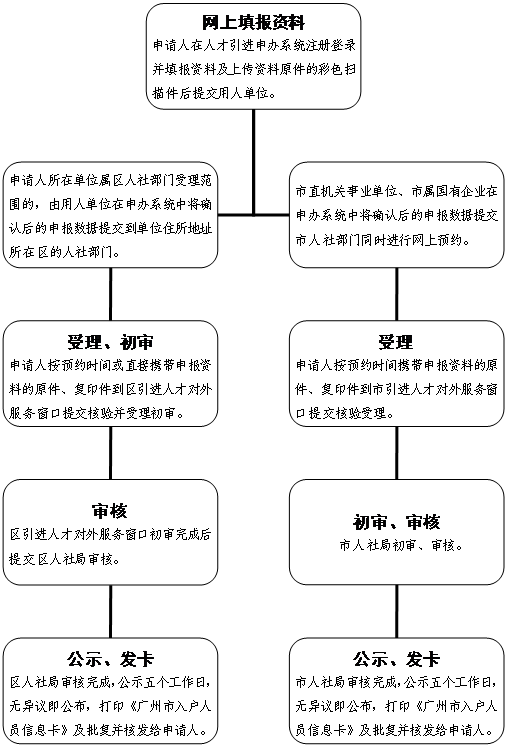 网上填报资料
申请人在人才引进申办系统注册登录
并填报资料及上传资料原件的彩色扫
描件后提交用人单位。
申请人所在单位属区人社部门受理范
围的，由用人单位在申办系统中将确
认后的申报数据提交到单位住所地址
所在区的人社部门。
市直机关事业单位、市属国有企业在
申办系统中将确认后的申报数据提交
市人社部门同时进行网上预约。
受理、初审
申请人按预约时间或直接携带申报资
料的原件、复印件到区引进人才对外
服务窗口提交核验并受理初审。
受理
申请人按预约时间携带申报资料的原
件、复印件到市引进人才对外服务窗
口提交核验受理。
审核
区引进人才对外服务窗口初审完成后
提交区人社局审核。
初审、审核
市人社局初审、审核。
公示、发卡
区人社局审核完成，公示五个工作日，
无异议即公布，打印《广州市入户人
员信息卡》及批复并核发给申请人。
公示、发卡
市人社局审核完成，公示五个工作日，
无异议即公布，打印《广州市入户人
员信息卡》及批复并核发给申请人。